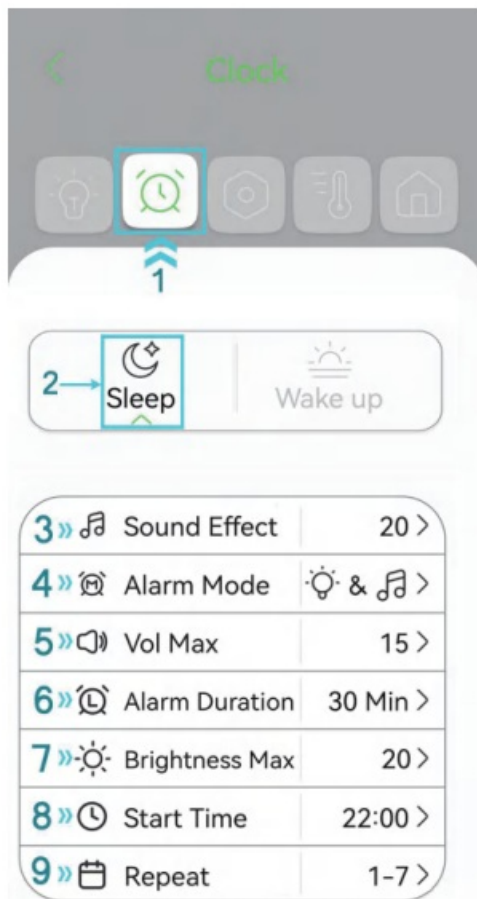 Clock
1
2 Sleep Wake up
3 » Sound Effect 20 >
4 » Alarm Mode & >
5 » Vol Max 15 >
6 » Alarm Duration 30 Min >
7 » Brightness Max 20 >
8 » Start Time 22:00 >
9 » Repeat 1-7 >